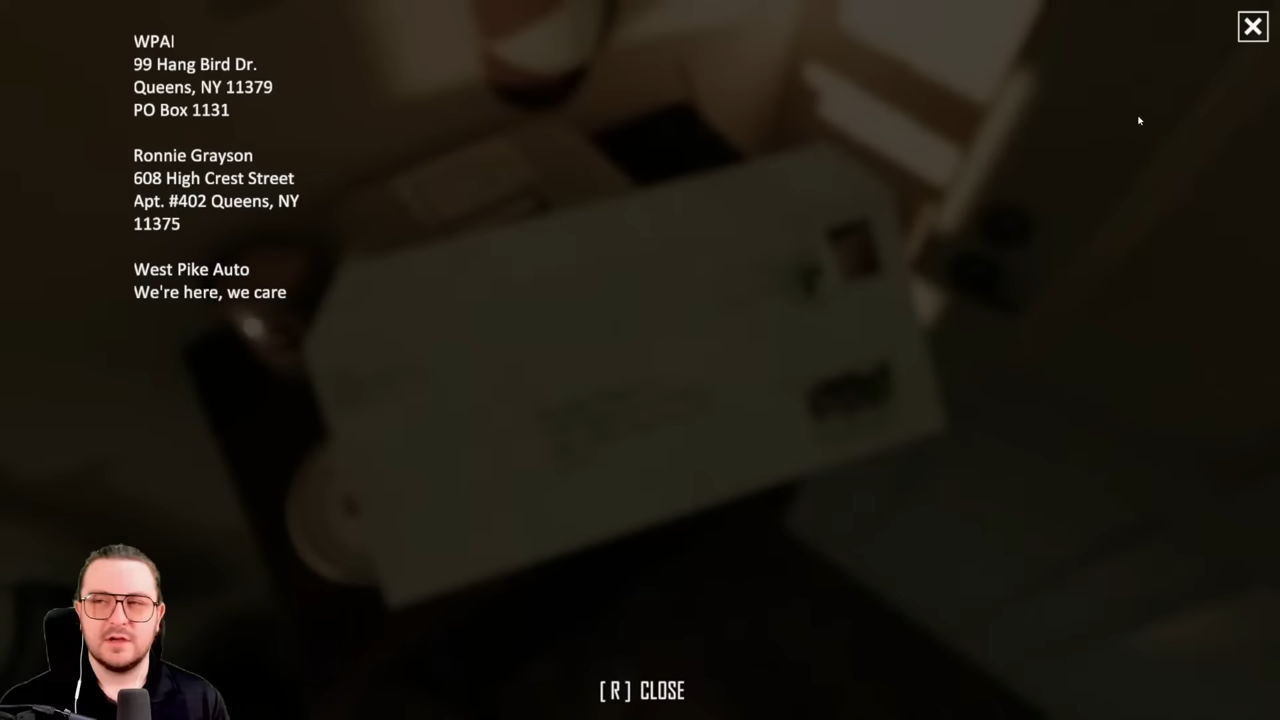 WPAI
99 Hang Bird Dr.
Queens, NY 11379
PO Box 1131
Ronnie Grayson
608 High Crest Street
Apt. #402 Queens, NY
11375
West Pike Auto
We're here, we care
[ R ] CLOSE